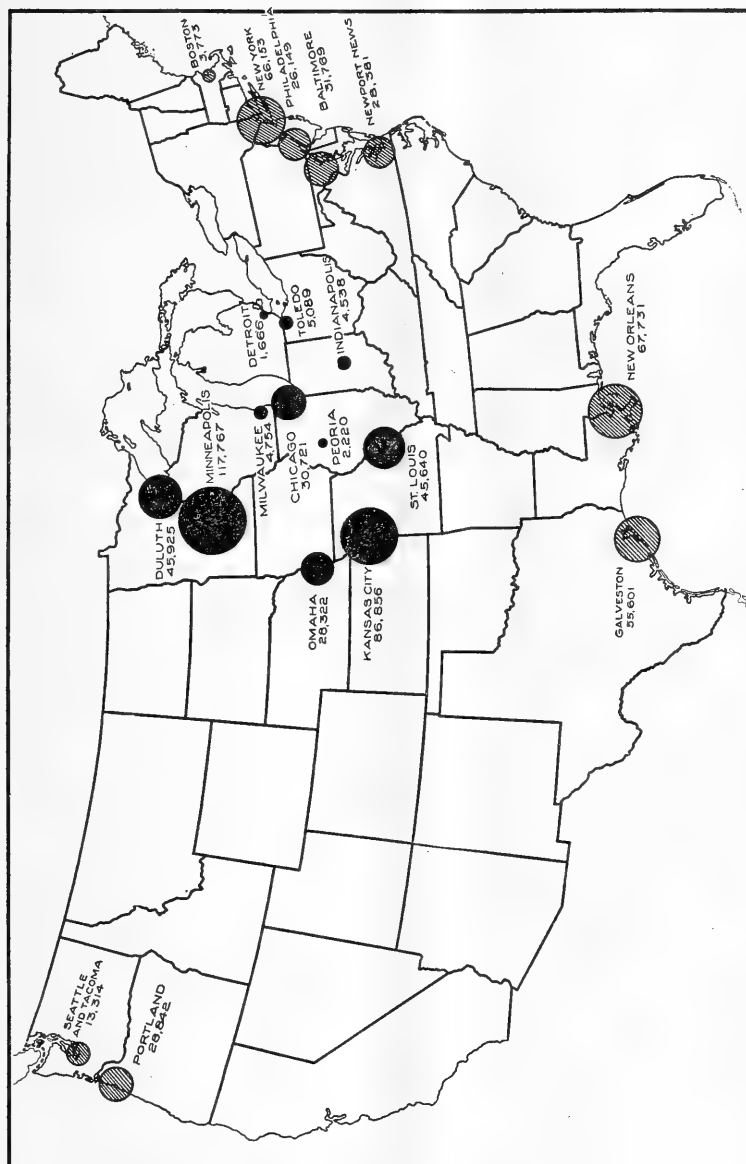 SEATTLE
AND TACOMA
13,314
PORTLAND
28,842
DULUTH
45,925
MINNEAPOLIS
117,767
OMAHA
28,322
KANSAS CITY
86,856
MILWAUKEE
4,754
CHICAGO
30,721
PEORIA
2,220
ST. LOUIS
45,640
DETROIT
1,666
TOLEDO
5,089
INDIANAPOLIS
4,538
BOSTON
3,773
NEW YORK
66,153
PHILADELPHIA
26,149
BALTIMORE
31,789
NEWPORT NEWS
28,381
NEW ORLEANS
67,731
GALVESTON
55,601